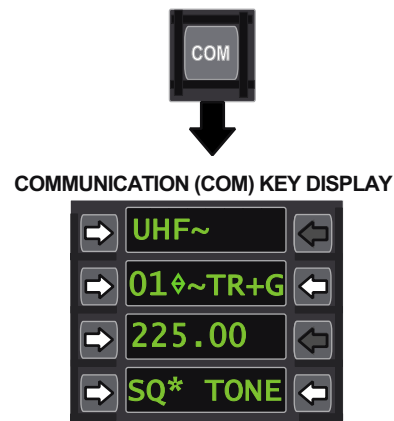 COM
COMMUNICATION (COM) KEY DISPLAY
UHF~
01⬨~TR+G
225.00
SQ* TONE